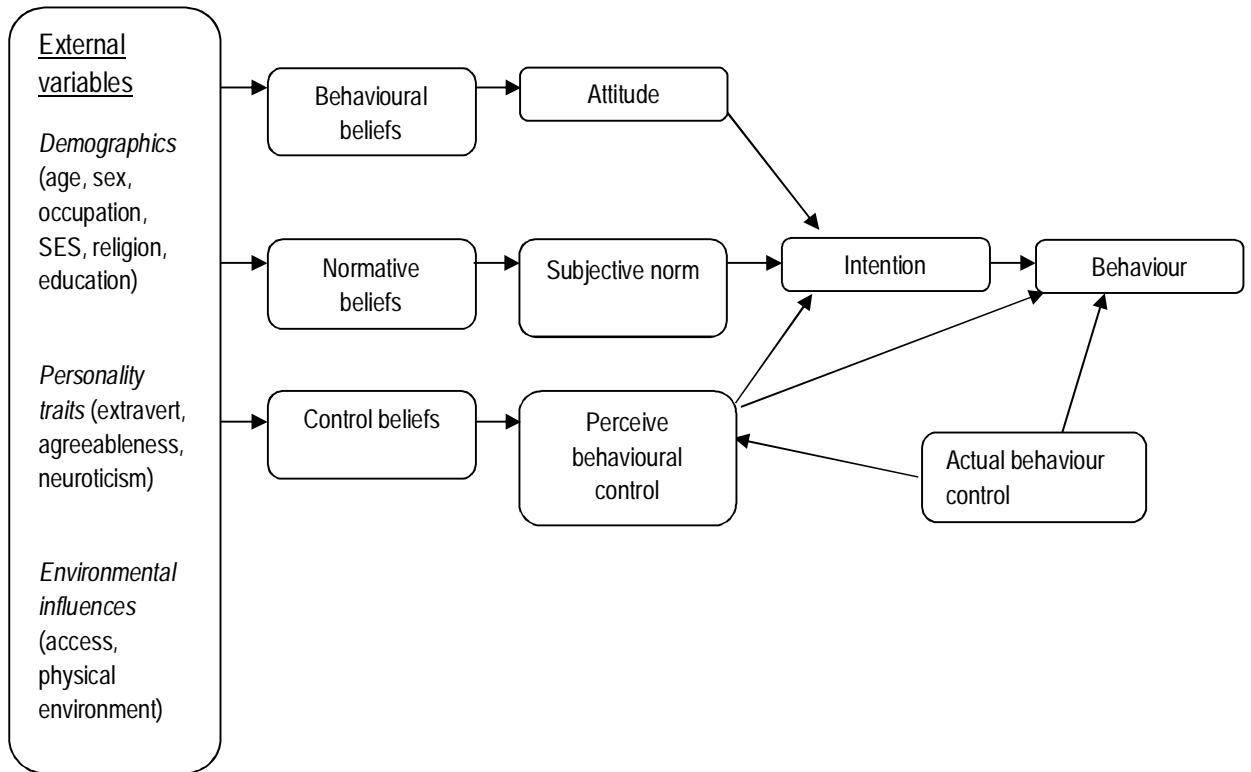 External
variables
Demographics
(age, sex,
occupation,
SES, religion,
education)
Personality
traits (extravert,
agreeableness,
neuroticism)
Environmental
influences
(access,
physical
environment)
Behavioural
beliefs
Attitude
Normative
beliefs
Subjective norm
Intention
Behaviour
Control beliefs
Perceive
behavioural
control
Actual behaviour
control